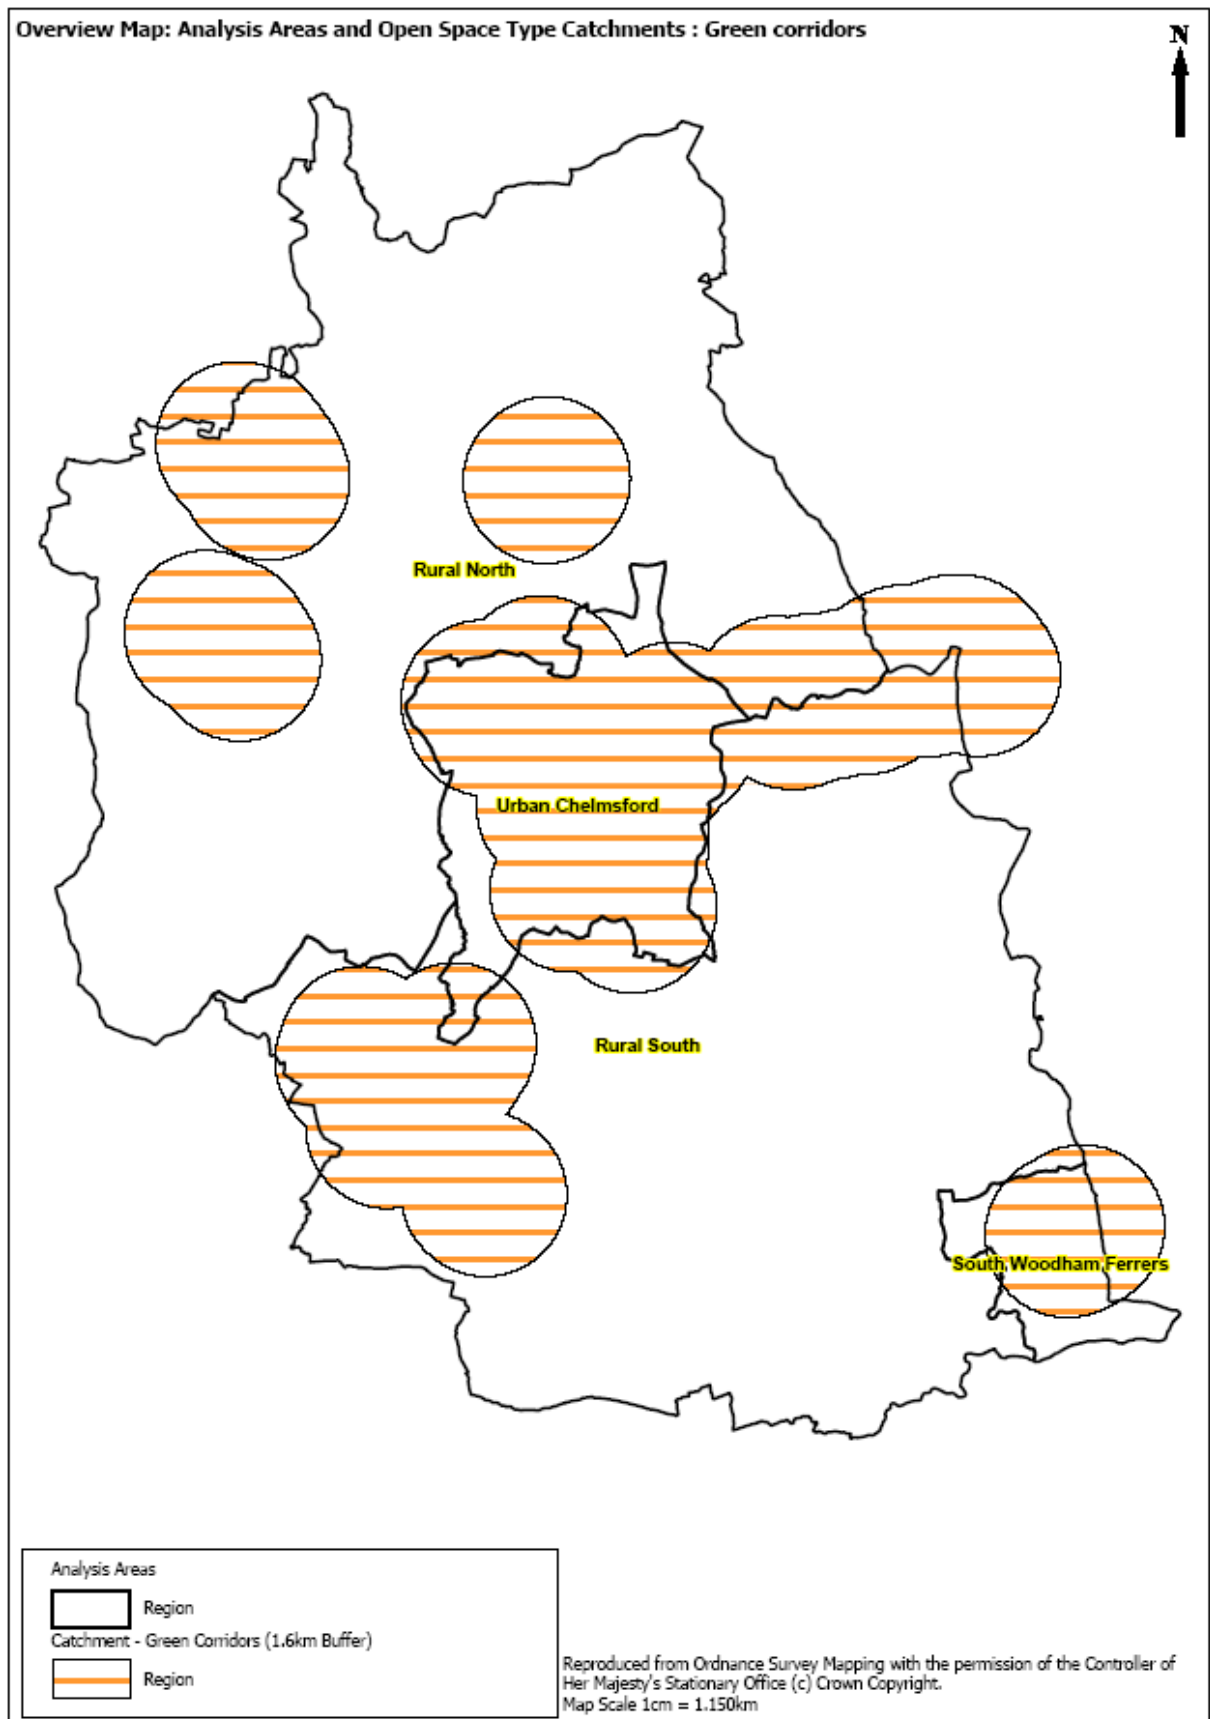 Overview Map: Analysis Areas and Open Space Type Catchments : Green corridors
N
Rural North
Urban Chelmsford
Rural South
South Woodham Ferrers
Analysis Areas
Region
Catchment - Green Corridors (1.6km Buffer)
Region
Reproduced from Ordnance Survey Mapping with the permission of the Controller of
Her Majesty's Stationary Office (c) Crown Copyright.
Map Scale 1cm = 1.150km